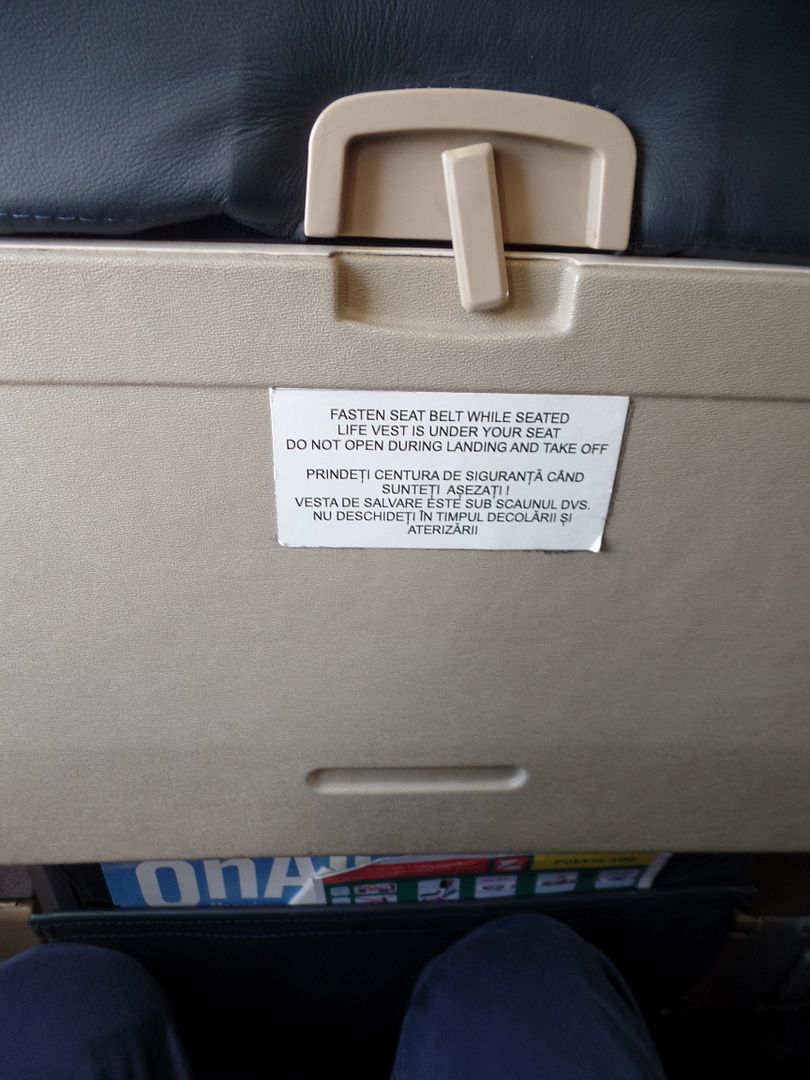 FASTEN SEAT BELT WHILE SEATED
LIFE VEST IS UNDER YOUR SEAT
DO NOT OPEN DURING LANDING AND TAKE OFF
PRINDEȚI CENTURA DE SIGURANȚĂ CÂND
SUNTEȚI AȘEZAȚI !
VESTA DE SALVARE ESTE SUB SCAUNUL DVS.
NU DESCHIDEȚI ÎN TIMPUL DECOLĂRII ȘI
ATERIZĂRII
Fokker 100